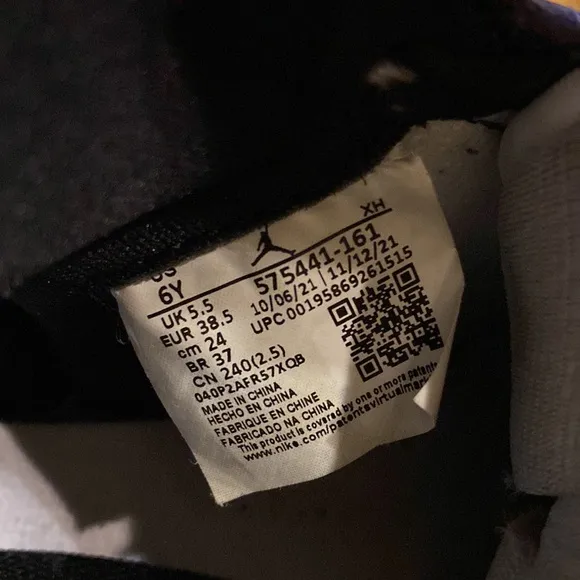 US
6Y
UK 5.5
EUR 38.5
cm 24
BR 37
CN 240(2.5)
040P2AFR57XQB
XH
575441-161
10/06/21 | 11/12/21
UPC 00195869261515
MADE IN CHINA
HECHO EN CHINA
FABRIQUE EN CHINE
FABRICADO NA CHINA
This product is covered by one or more patents
www.nike.com/patentsvirtualmark